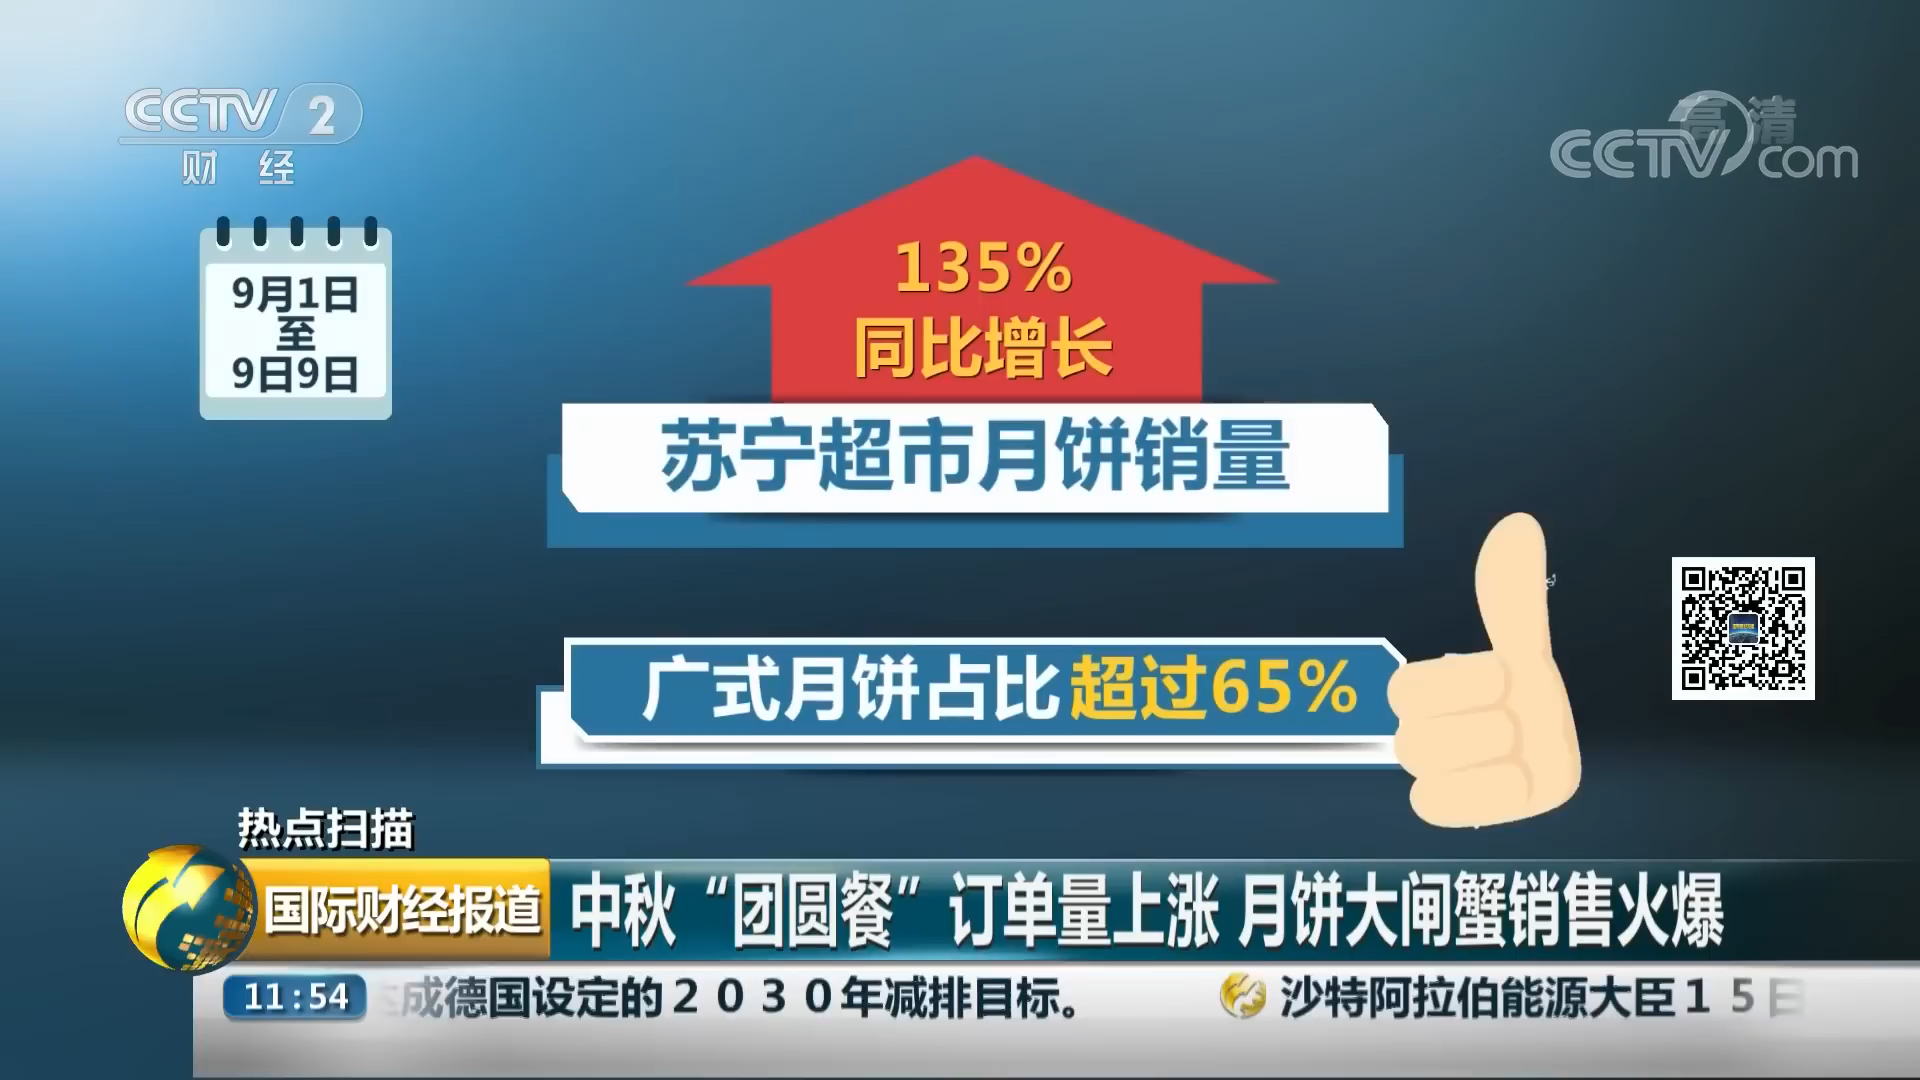 CCTV 2
财 经
高清
CCTV com
9月1日
至
9日9日
135%
同比增长
苏宁超市月饼销量
广式月饼占比超过65%
热点扫描
国际财经报道
中秋“团圆餐”订单量上涨 月饼大闸蟹销售火爆
11:54
成德国设定的2030年减排目标。
沙特阿拉伯能源大臣15日